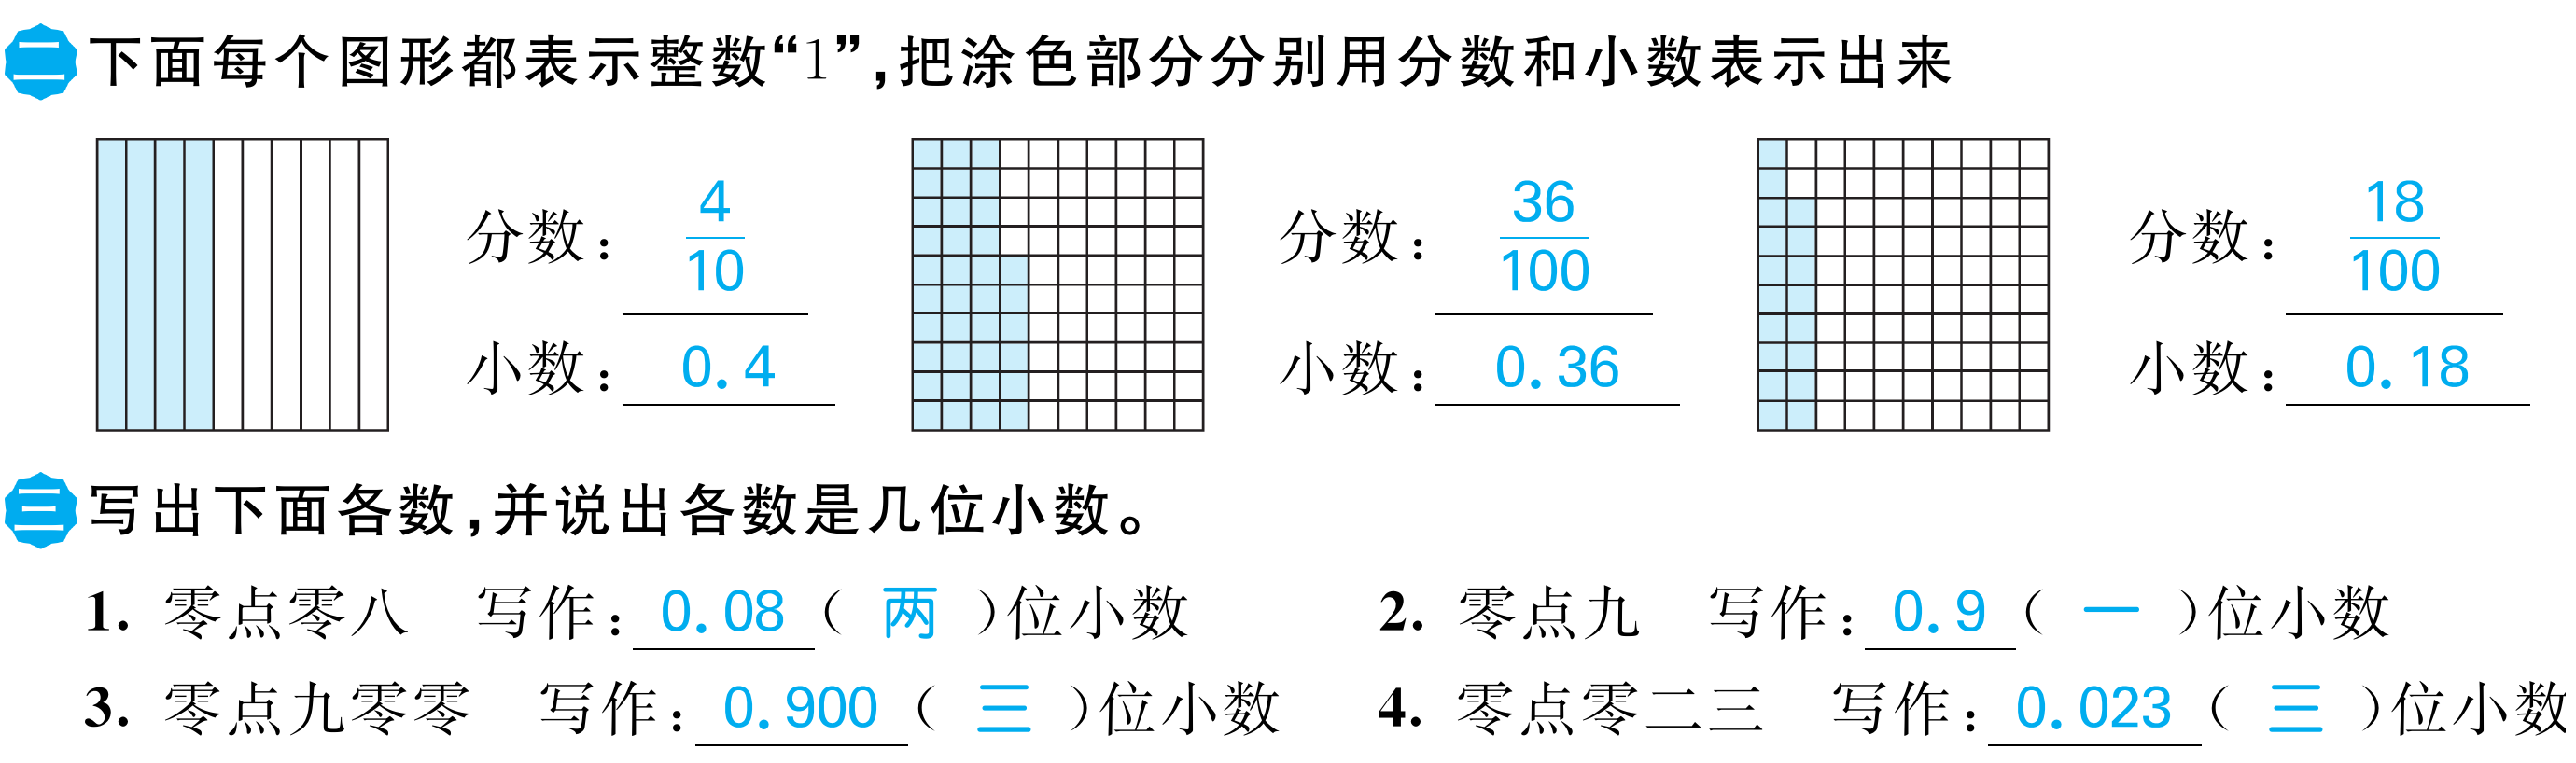 二 下面每个图形都表示整数“1”,把涂色部分分别用分数和小数表示出来
分数: 4/10 分数: 36/100 分数: 18/100
小数: 0.4 小数: 0.36 小数: 0.18
三 写出下面各数,并说出各数是几位小数。
1. 零点零八 写作: 0.08 ( 两 )位小数 2. 零点九 写作: 0.9 ( 一 )位小数
3. 零点九零零 写作: 0.900 ( 三 )位小数 4. 零点零二三 写作: 0.023 ( 三 )位小数